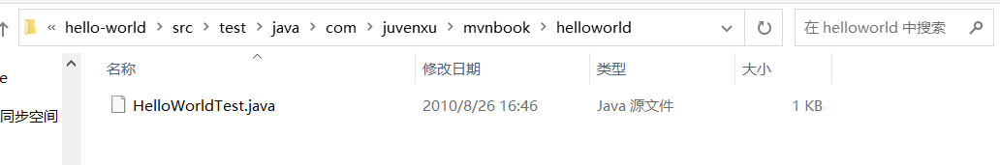 « hello-world > src > test > java > com > juvenxu > mvnbook > helloworld
在 helloworld 中搜索
名称 修改日期 类型 大小
e
HelloWorldTest.java 2010/8/26 16:46 Java 源文件 1 KB
同步空间